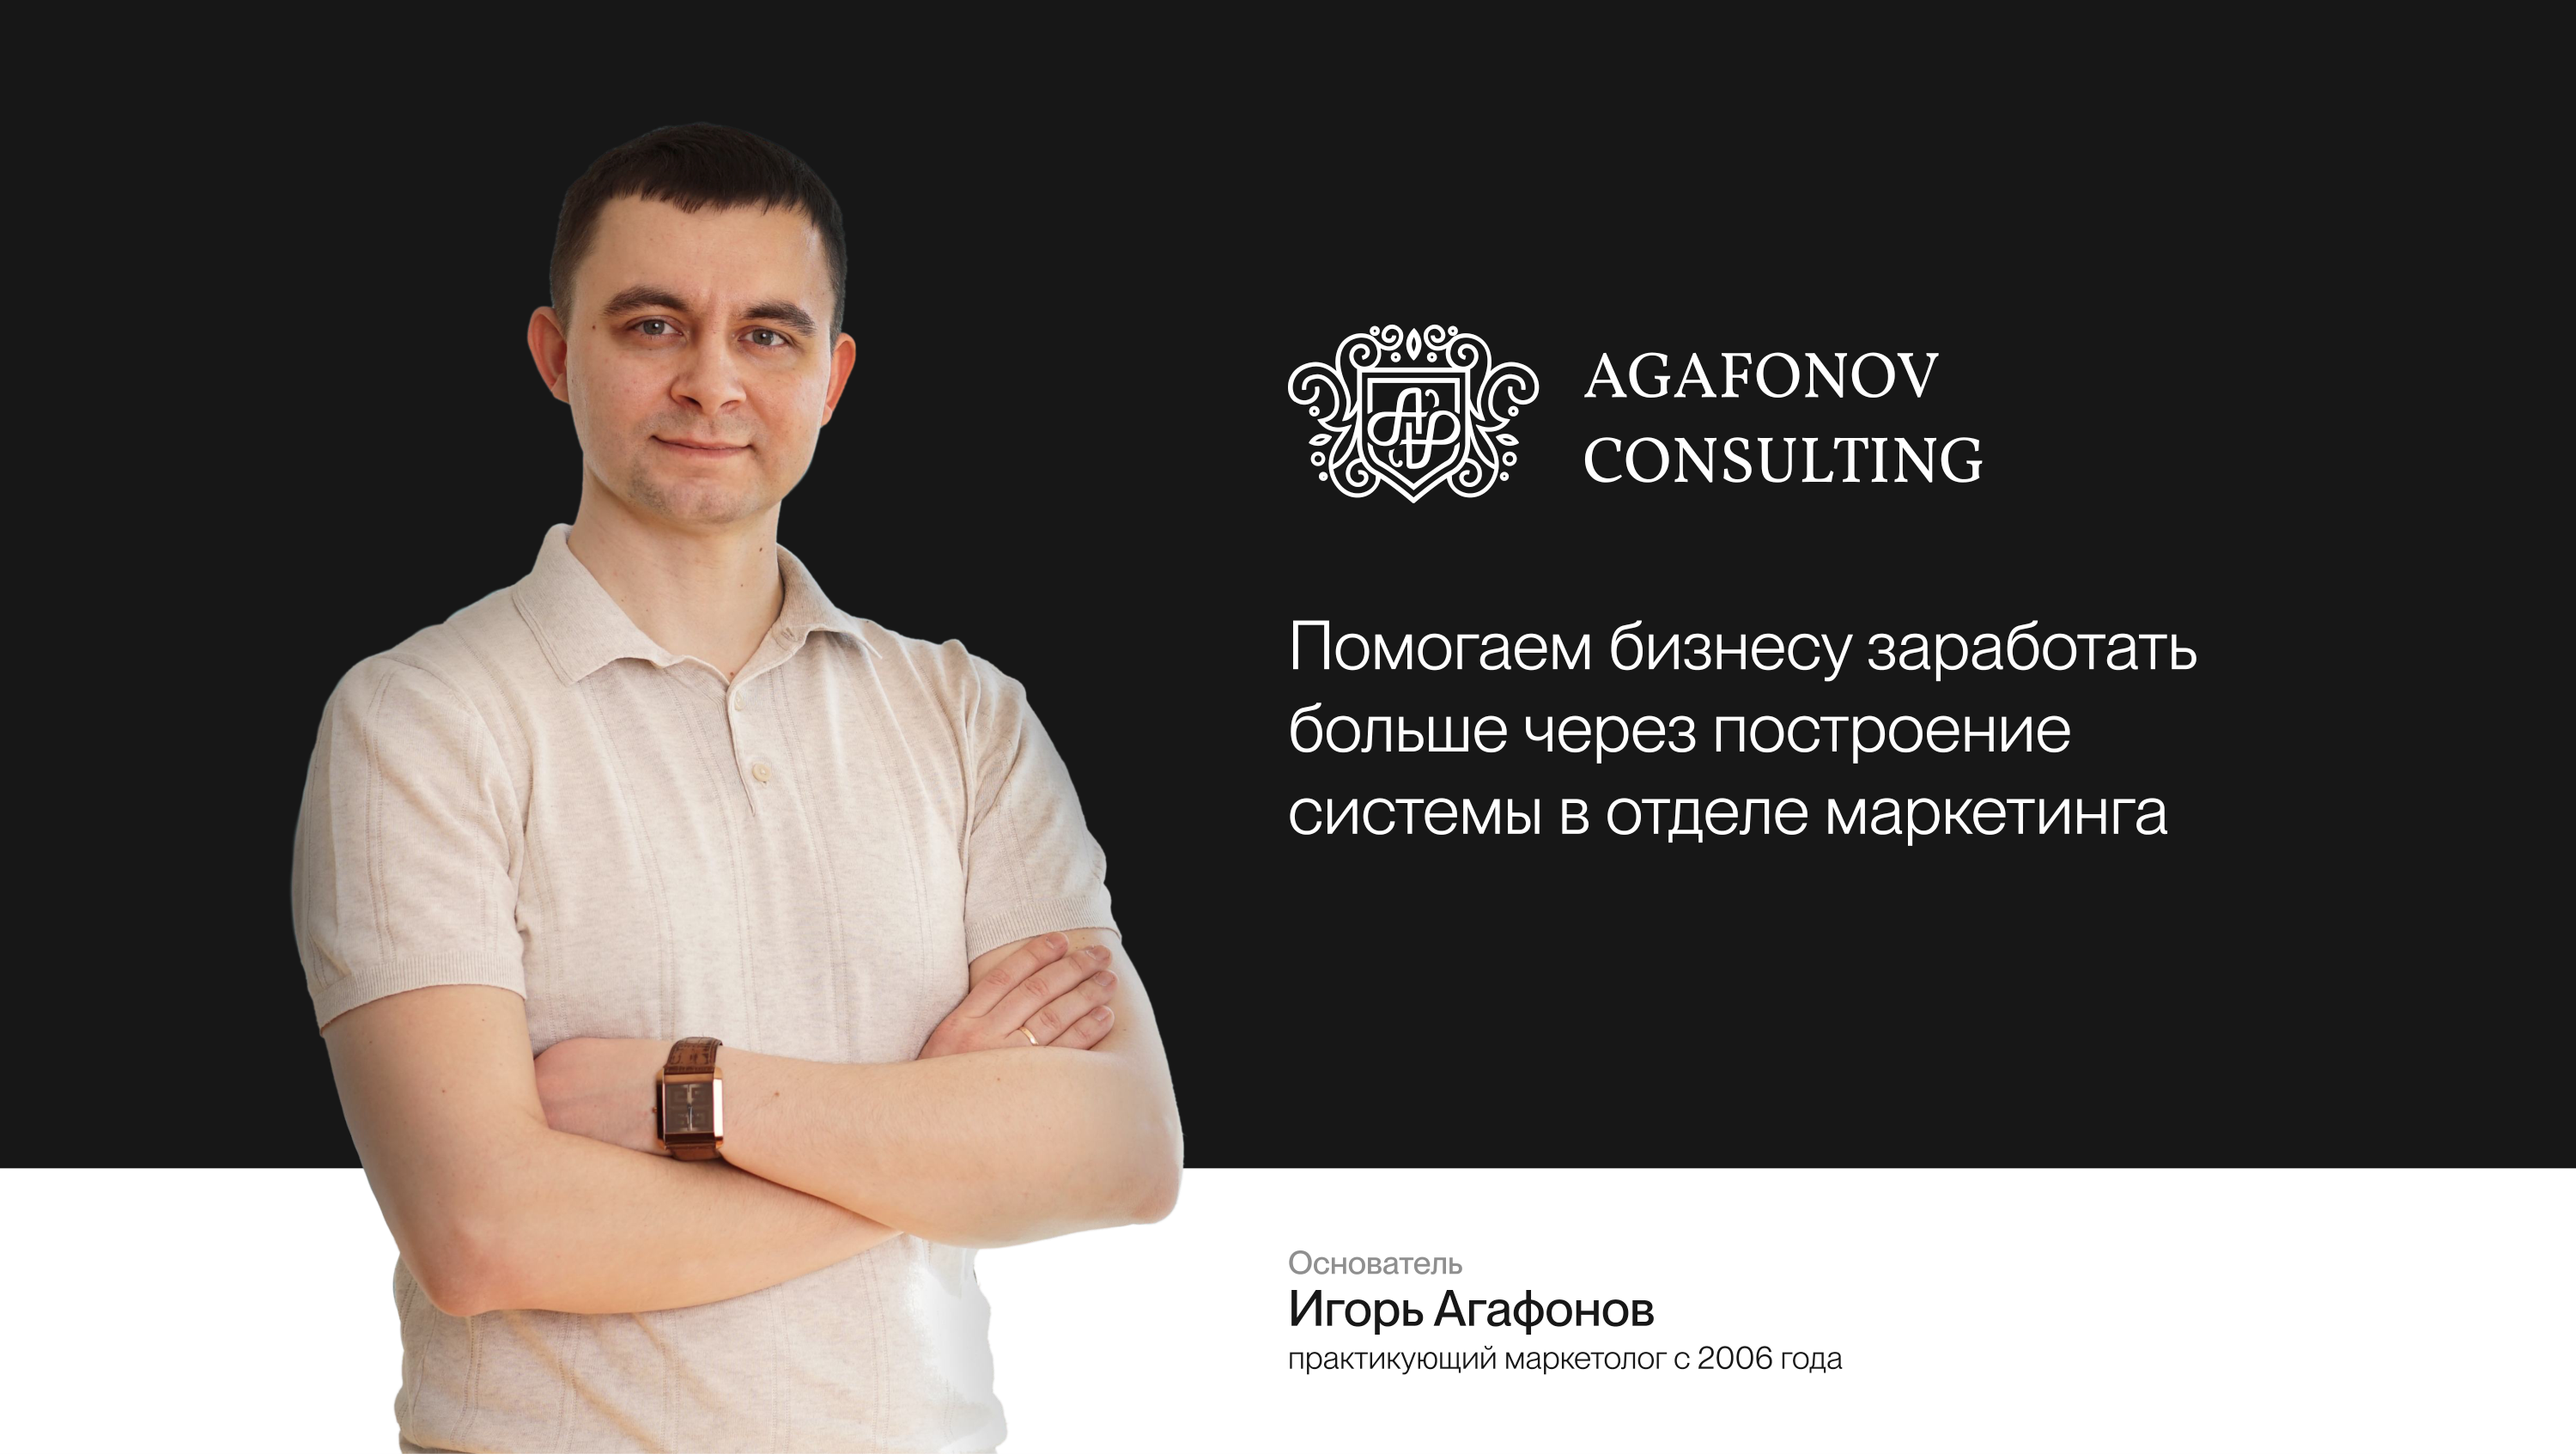 AGAFONOV
CONSULTING
Помогаем бизнесу заработать
больше через построение
системы в отделе маркетинга
Основатель
Игорь Агафонов
практикующий маркетолог с 2006 года